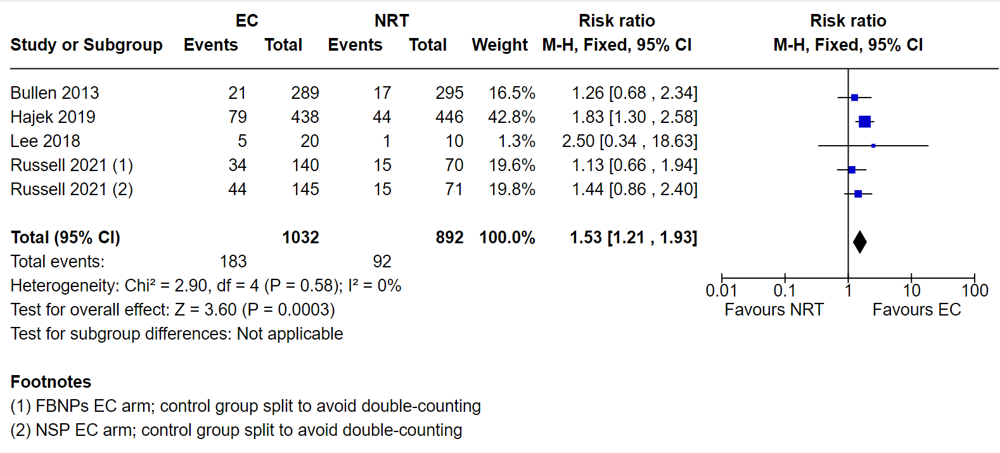 EC NRT Risk ratio Risk ratio
Study or Subgroup Events Total Events Total Weight M-H, Fixed, 95% CI M-H, Fixed, 95% CI
Bullen 2013 21 289 17 295 16.5% 1.26 [0.68 , 2.34]
Hajek 2019 79 438 44 446 42.8% 1.83 [1.30 , 2.58]
Lee 2018 5 20 1 10 1.3% 2.50 [0.34 , 18.63]
Russell 2021 (1) 34 140 15 70 19.6% 1.13 [0.66 , 1.94]
Russell 2021 (2) 44 145 15 71 19.8% 1.44 [0.86 , 2.40]
Total (95% CI) 1032 892 100.0% 1.53 [1.21 , 1.93]
Total events: 183 92
Heterogeneity: Chi² = 2.90, df = 4 (P = 0.58); I² = 0%
0.01 0.1 1 10 100
Test for overall effect: Z = 3.60 (P = 0.0003)
Favours NRT Favours EC
Test for subgroup differences: Not applicable
Footnotes
(1) FBNPs EC arm; control group split to avoid double-counting
(2) NSP EC arm; control group split to avoid double-counting